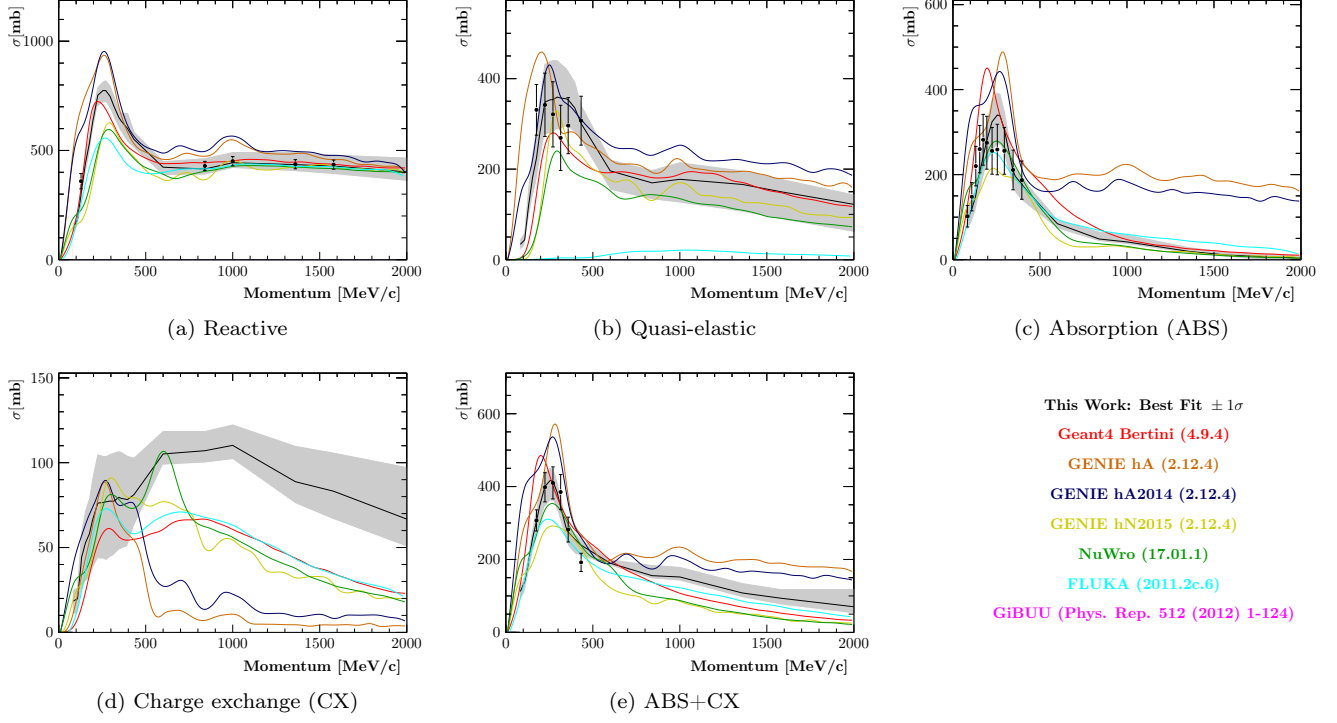 σ[mb]
1000
500
0
0 500 1000 1500 2000
Momentum [MeV/c]
(a) Reactive
σ[mb]
400
200
0
0 500 1000 1500 2000
Momentum [MeV/c]
(b) Quasi-elastic
σ[mb]
600
400
200
0
0 500 1000 1500 2000
Momentum [MeV/c]
(c) Absorption (ABS)
σ[mb]
150
100
50
0
0 500 1000 1500 2000
Momentum [MeV/c]
(d) Charge exchange (CX)
σ[mb]
600
400
200
0
0 500 1000 1500 2000
Momentum [MeV/c]
(e) ABS+CX
This Work: Best Fit ± 1σ
Geant4 Bertini (4.9.4)
GENIE hA (2.12.4)
GENIE hA2014 (2.12.4)
GENIE hN2015 (2.12.4)
NuWro (17.01.1)
FLUKA (2011.2c.6)
GiBUU (Phys. Rep. 512 (2012) 1-124)